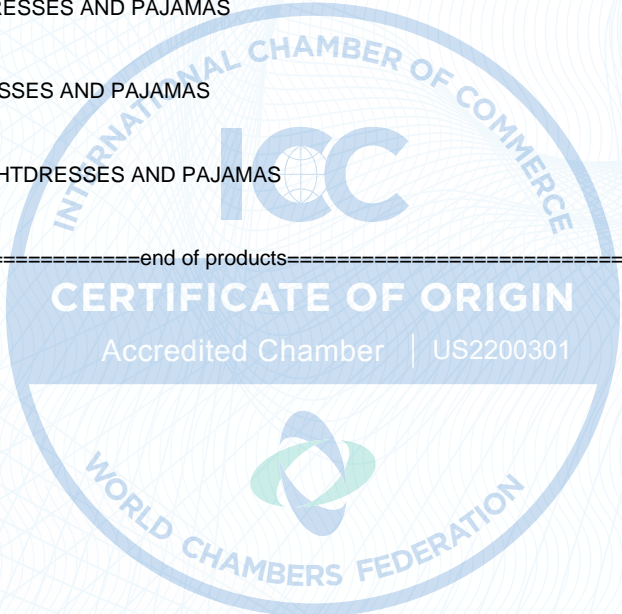 RESSES AND PAJAMAS
INTERNATIONAL CHAMBER OF COMMERCE
SSES AND PAJAMAS
ICC
HTDRESSES AND PAJAMAS
===========end of products===========================
CERTIFICATE OF ORIGIN
Accredited Chamber | US2200301
WORLD CHAMBERS FEDERATION